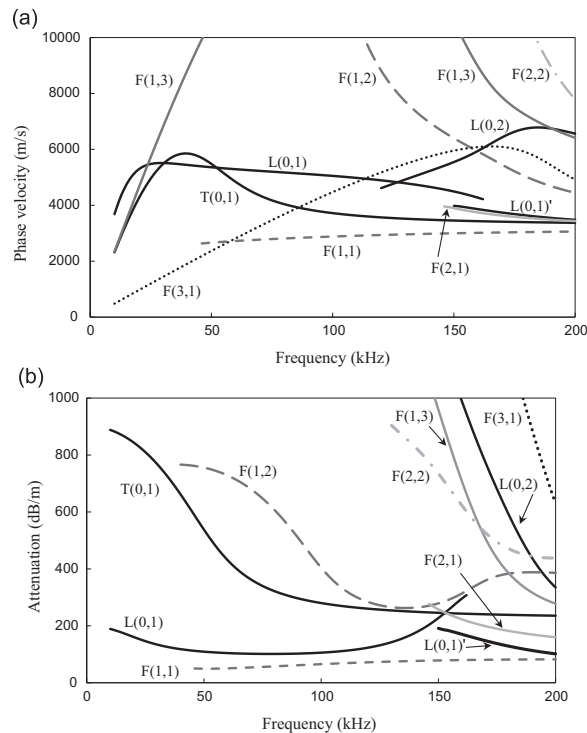 (a)
10000
8000
6000
4000
2000
0
Phase velocity (m/s)
F(1,3)
F(1,2)
F(1,3)
F(2,2)
L(0,2)
L(0,1)
T(0,1)
L(0,1)'
F(1,1)
F(2,1)
F(3,1)
0 50 100 150 200
Frequency (kHz)
(b)
1000
800
600
400
200
0
Attenuation (dB/m)
F(1,3)
F(3,1)
F(1,2)
F(2,2)
L(0,2)
T(0,1)
F(2,1)
L(0,1)
L(0,1)'
F(1,1)
0 50 100 150 200
Frequency (kHz)